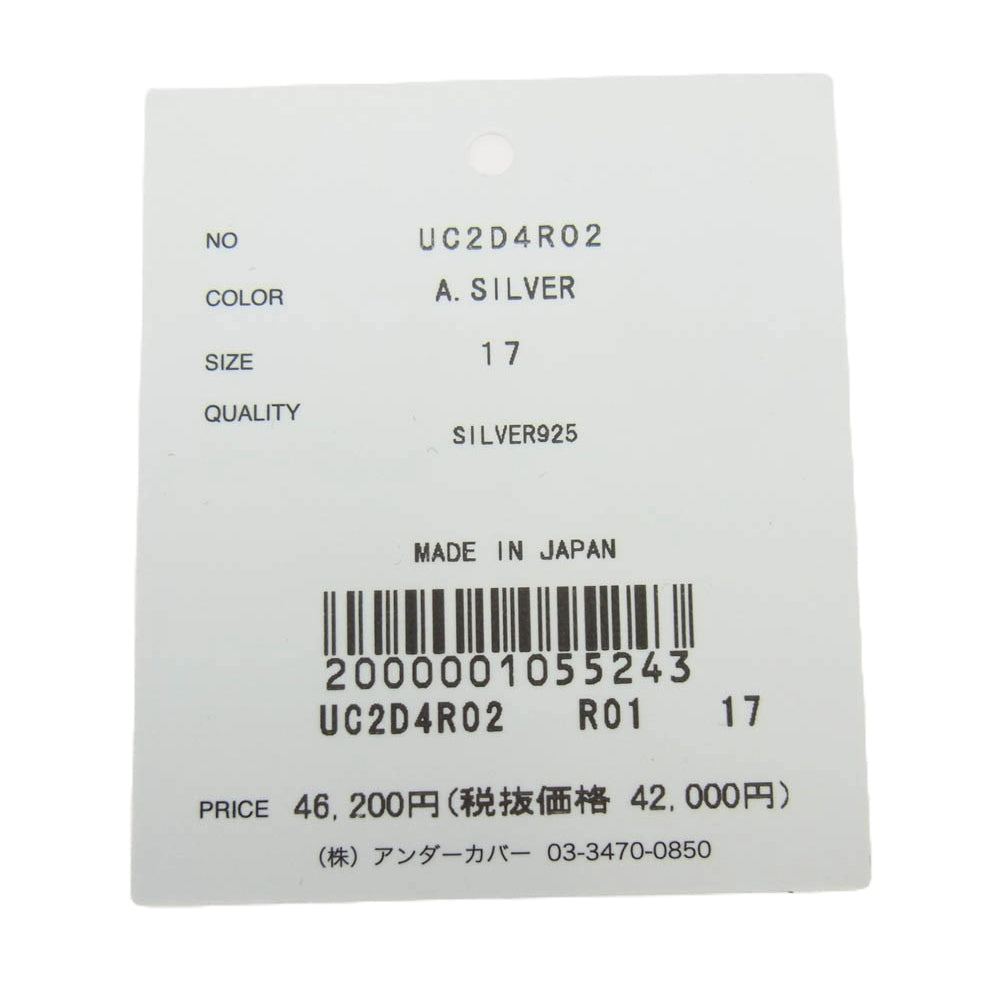 NO UC2D4R02
COLOR A.SILVER
SIZE 17
QUALITY
SILVER925
MADE IN JAPAN
2000001055243
UC2D4R02 R01 17
PRICE 46,200円(税抜価格 42,000円)
(株) アンダーカバー 03-3470-0850